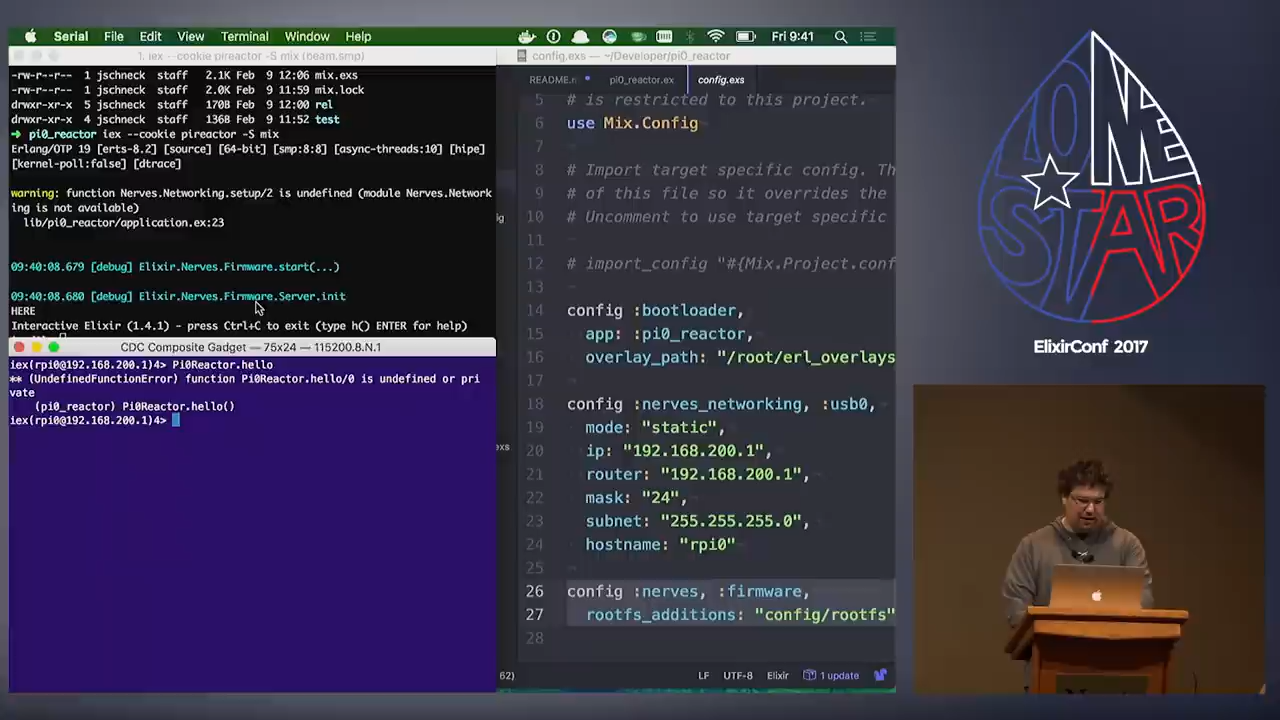 Serial File Edit View Terminal Window Help Fri 9:41
1. iex --cookie pireactor -S mix (beam.smp)
-rw-r--r-- 1 jschneck staff 2.1K Feb 9 12:06 mix.exs
-rw-r--r-- 1 jschneck staff 2.0K Feb 9 11:59 mix.lock
drwxr-xr-x 5 jschneck staff 170B Feb 9 12:00 rel
drwxr-xr-x 4 jschneck staff 136B Feb 9 11:52 test
➜ pi0_reactor iex --cookie pireactor -S mix
Erlang/OTP 19 [erts-8.2] [source] [64-bit] [smp:8:8] [async-threads:10] [hipe]
[kernel-poll:false] [dtrace]
warning: function Nerves.Networking.setup/2 is undefined (module Nerves.Network
ing is not available)
lib/pi0_reactor/application.ex:23
09:40:08.679 [debug] Elixir.Nerves.Firmware.start(...)
09:40:08.680 [debug] Elixir.Nerves.Firmware.Server.init
HERE
Interactive Elixir (1.4.1) - press Ctrl+C to exit (type h() ENTER for help)
CDC Composite Gadget — 75x24 — 115200.8.N.1
iex(rpi0@192.168.200.1)4> Pi0Reactor.hello
** (UndefinedFunctionError) function Pi0Reactor.hello/0 is undefined or pri
vate
(pi0_reactor) Pi0Reactor.hello()
iex(rpi0@192.168.200.1)4>
config.exs — ~/Developer/pi0_reactor
README.n pi0_reactor.ex config.exs
5 # is restricted to this project.
6 use Mix.Config
7
8 # Import target specific config. Th
9 # of this file so it overrides the
10 # Uncomment to use target specific
11
12 # import_config "#{Mix.Project.conf
13
14 config :bootloader,
15 app: :pi0_reactor,
16 overlay_path: "/root/erl_overlays
17
18 config :nerves_networking, :usb0,
19 mode: "static",
20 ip: "192.168.200.1",
21 router: "192.168.200.1",
22 mask: "24",
23 subnet: "255.255.255.0",
24 hostname: "rpi0"
25
26 config :nerves, :firmware,
27 rootfs_additions: "config/rootfs"
28
62) LF UTF-8 Elixir 1 update
LONE
STAR
ElixirConf 2017